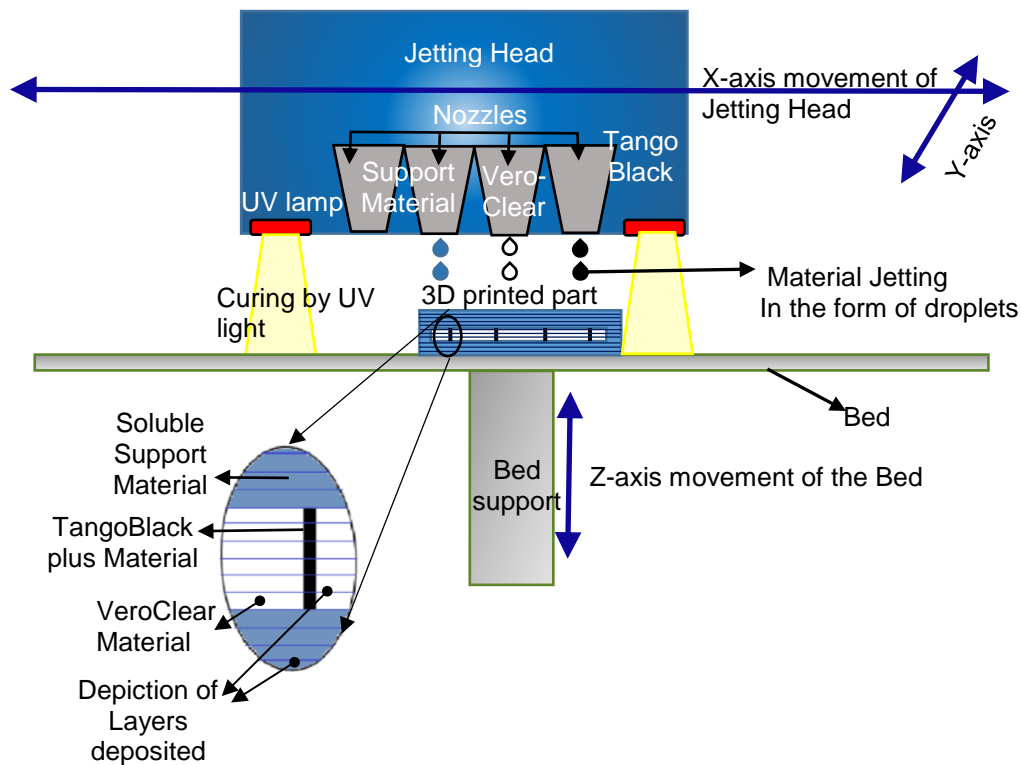 Jetting Head
X-axis movement of
Jetting Head
Y-axis
Nozzles
Tango
Black
Support
Material
Vero-
Clear
UV lamp
Curing by UV
light
3D printed part
Material Jetting
In the form of droplets
Bed
Soluble
Support
Material
Bed
support
Z-axis movement of the Bed
TangoBlack
plus Material
VeroClear
Material
Depiction of
Layers
deposited